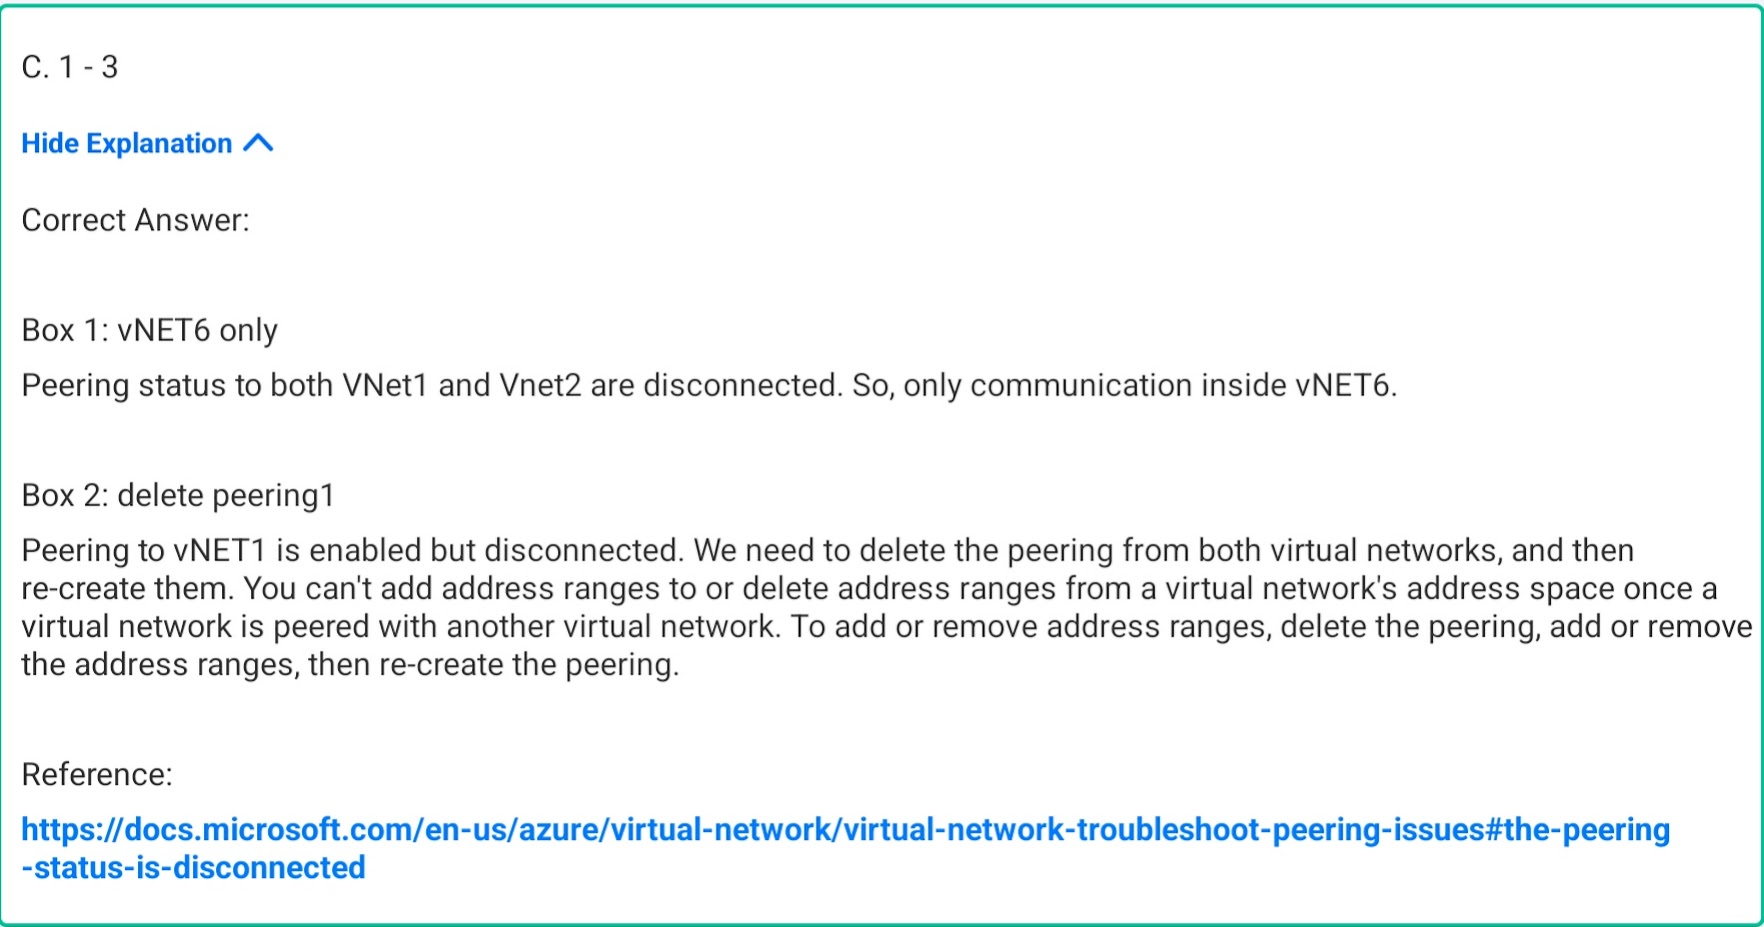 C. 1 - 3
Hide Explanation
Correct Answer:
Box 1: vNET6 only
Peering status to both VNet1 and Vnet2 are disconnected. So, only communication inside vNET6.
Box 2: delete peering1
Peering to vNET1 is enabled but disconnected. We need to delete the peering from both virtual networks, and then
re-create them. You can't add address ranges to or delete address ranges from a virtual network's address space once a
virtual network is peered with another virtual network. To add or remove address ranges, delete the peering, add or remove
the address ranges, then re-create the peering.
Reference:
https://docs.microsoft.com/en-us/azure/virtual-network/virtual-network-troubleshoot-peering-issues#the-peering
-status-is-disconnected